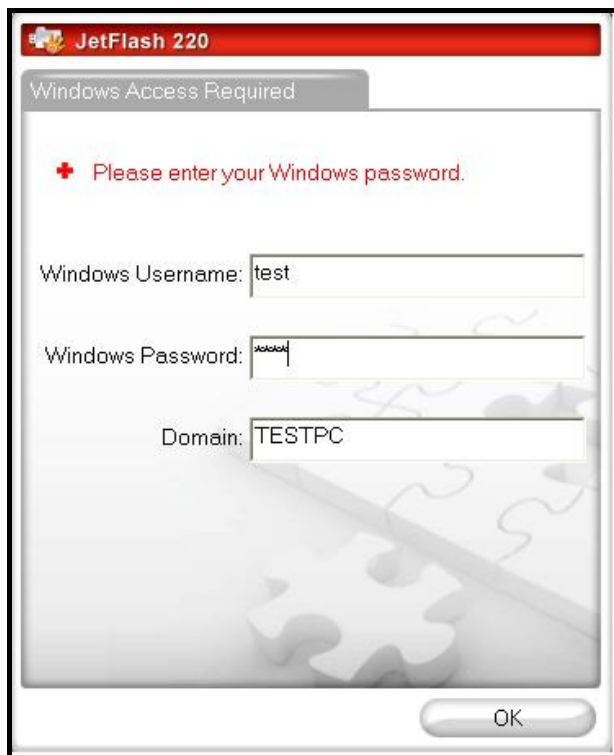 JetFlash 220
Windows Access Required
Please enter your Windows password.
Windows Username: test
Windows Password: ****
Domain: TESTPC
OK